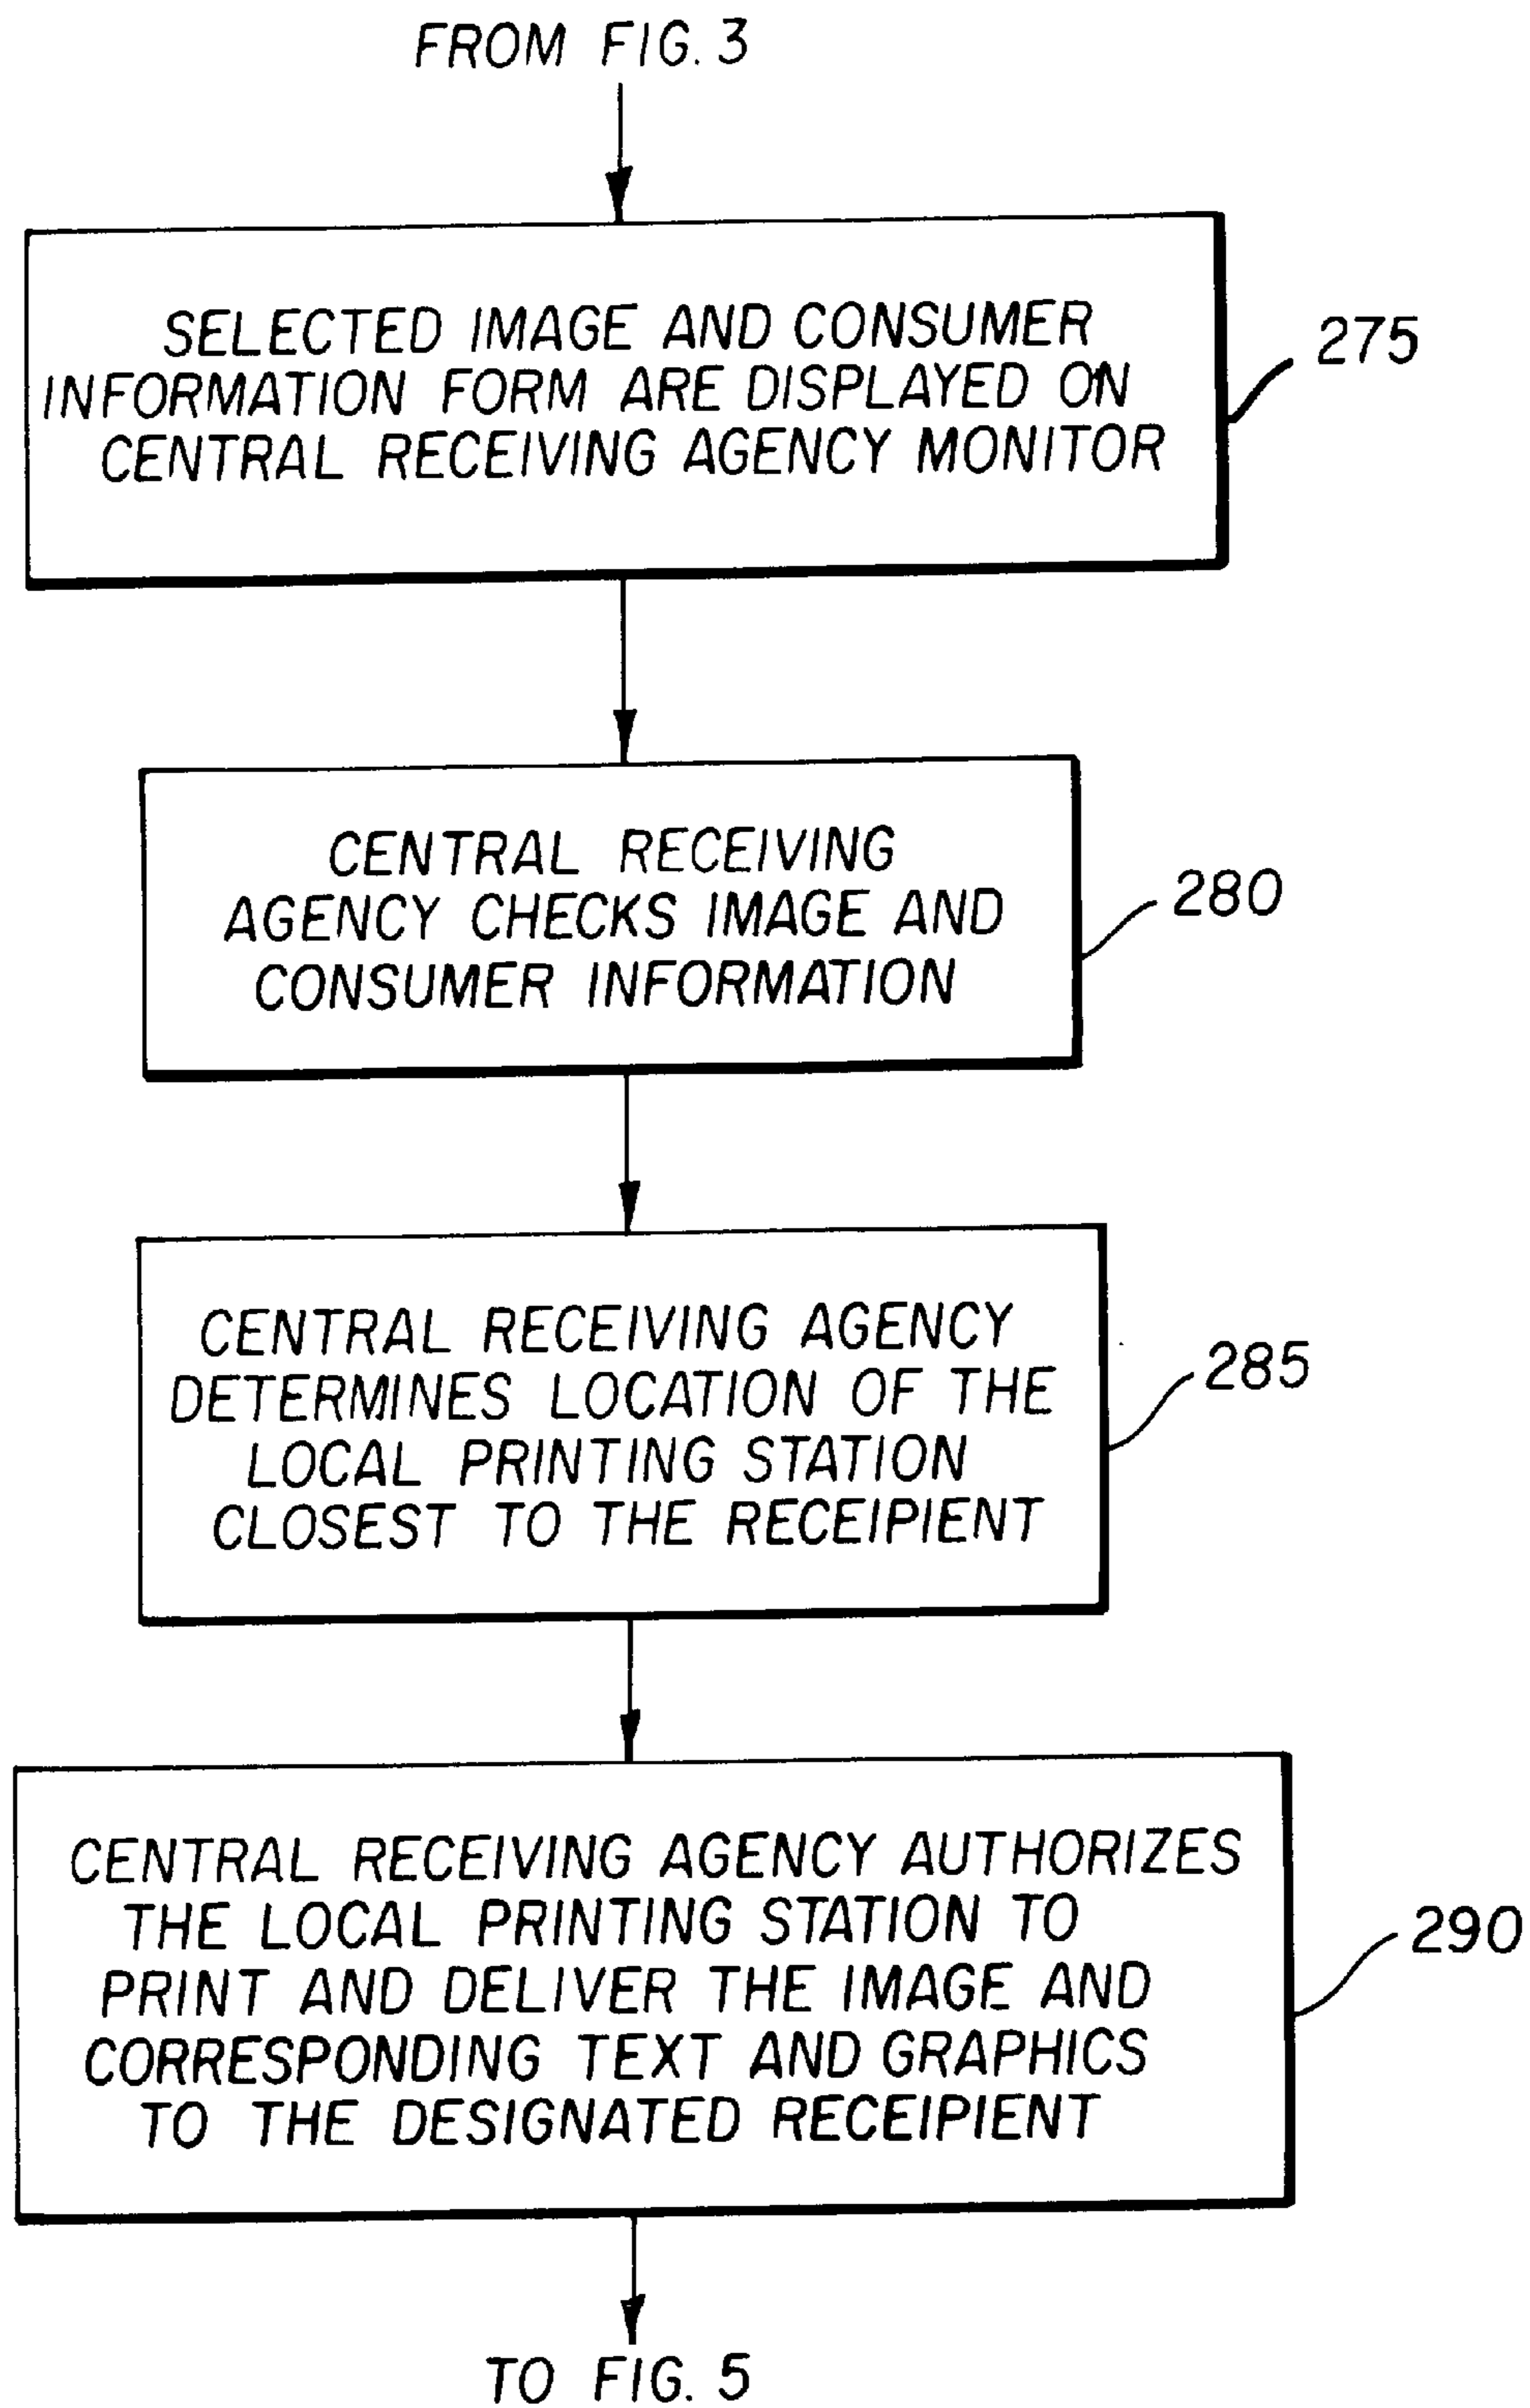 FROM FIG. 3
SELECTED IMAGE AND CONSUMER
INFORMATION FORM ARE DISPLAYED ON
CENTRAL RECEIVING AGENCY MONITOR
275
CENTRAL RECEIVING
AGENCY CHECKS IMAGE AND
CONSUMER INFORMATION
280
CENTRAL RECEIVING AGENCY
DETERMINES LOCATION OF THE
LOCAL PRINTING STATION
CLOSEST TO THE RECEIPIENT
285
CENTRAL RECEIVING AGENCY AUTHORIZES
THE LOCAL PRINTING STATION TO
PRINT AND DELIVER THE IMAGE AND
CORRESPONDING TEXT AND GRAPHICS
TO THE DESIGNATED RECEIPIENT
290
TO FIG. 5